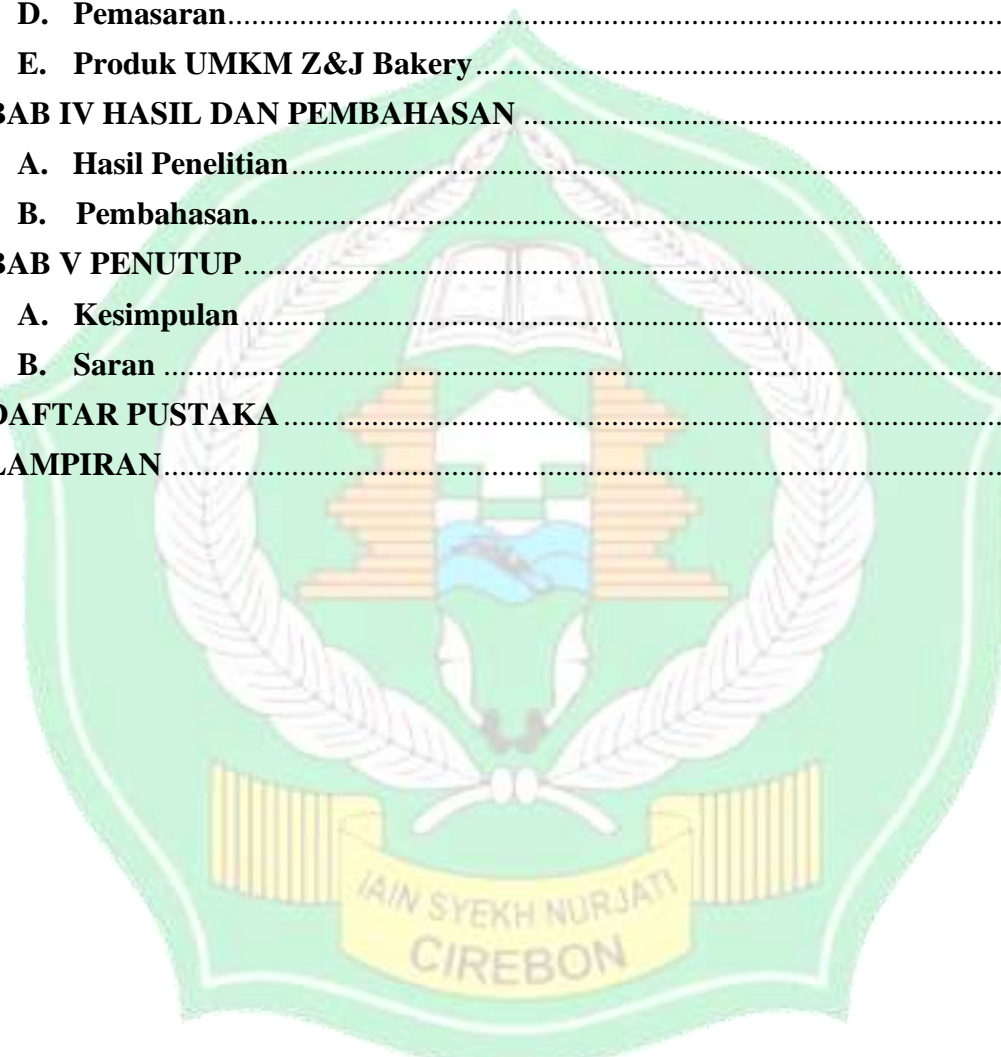 D. Pemasaran........................................................................................
E. Produk UMKM Z&J Bakery........................................................................................
BAB IV HASIL DAN PEMBAHASAN ........................................................................................
A. Hasil Penelitian........................................................................................
B. Pembahasan.........................................................................................
BAB V PENUTUP........................................................................................
A. Kesimpulan........................................................................................
B. Saran ........................................................................................
DAFTAR PUSTAKA........................................................................................
LAMPIRAN........................................................................................
IAIN SYEKH NURJATI
CIREBON